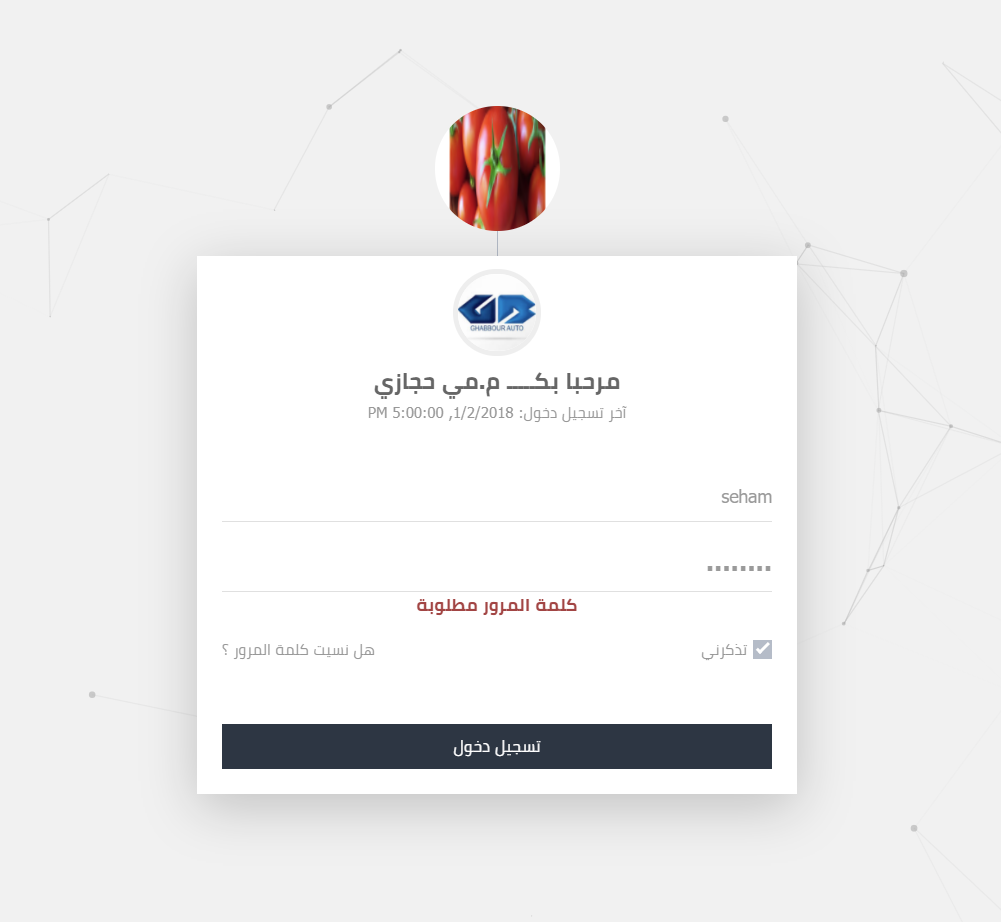 GHABBOUR AUTO
مرحبا بكــــ م.مي حجازي
آخر تسجيل دخول: 1/2/2018, 5:00:00 PM
seham
كلمة المرور مطلوبة
تذكرني
هل نسيت كلمة المرور ؟
تسجيل دخول